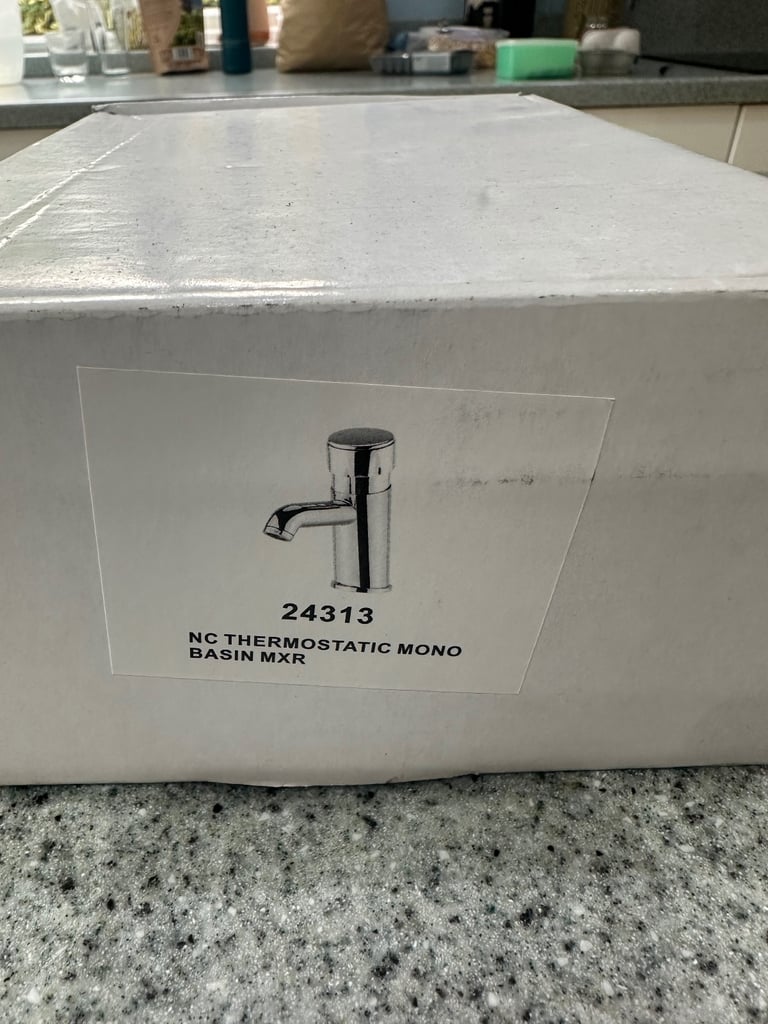 24313
NC THERMOSTATIC MONO
BASIN MXR